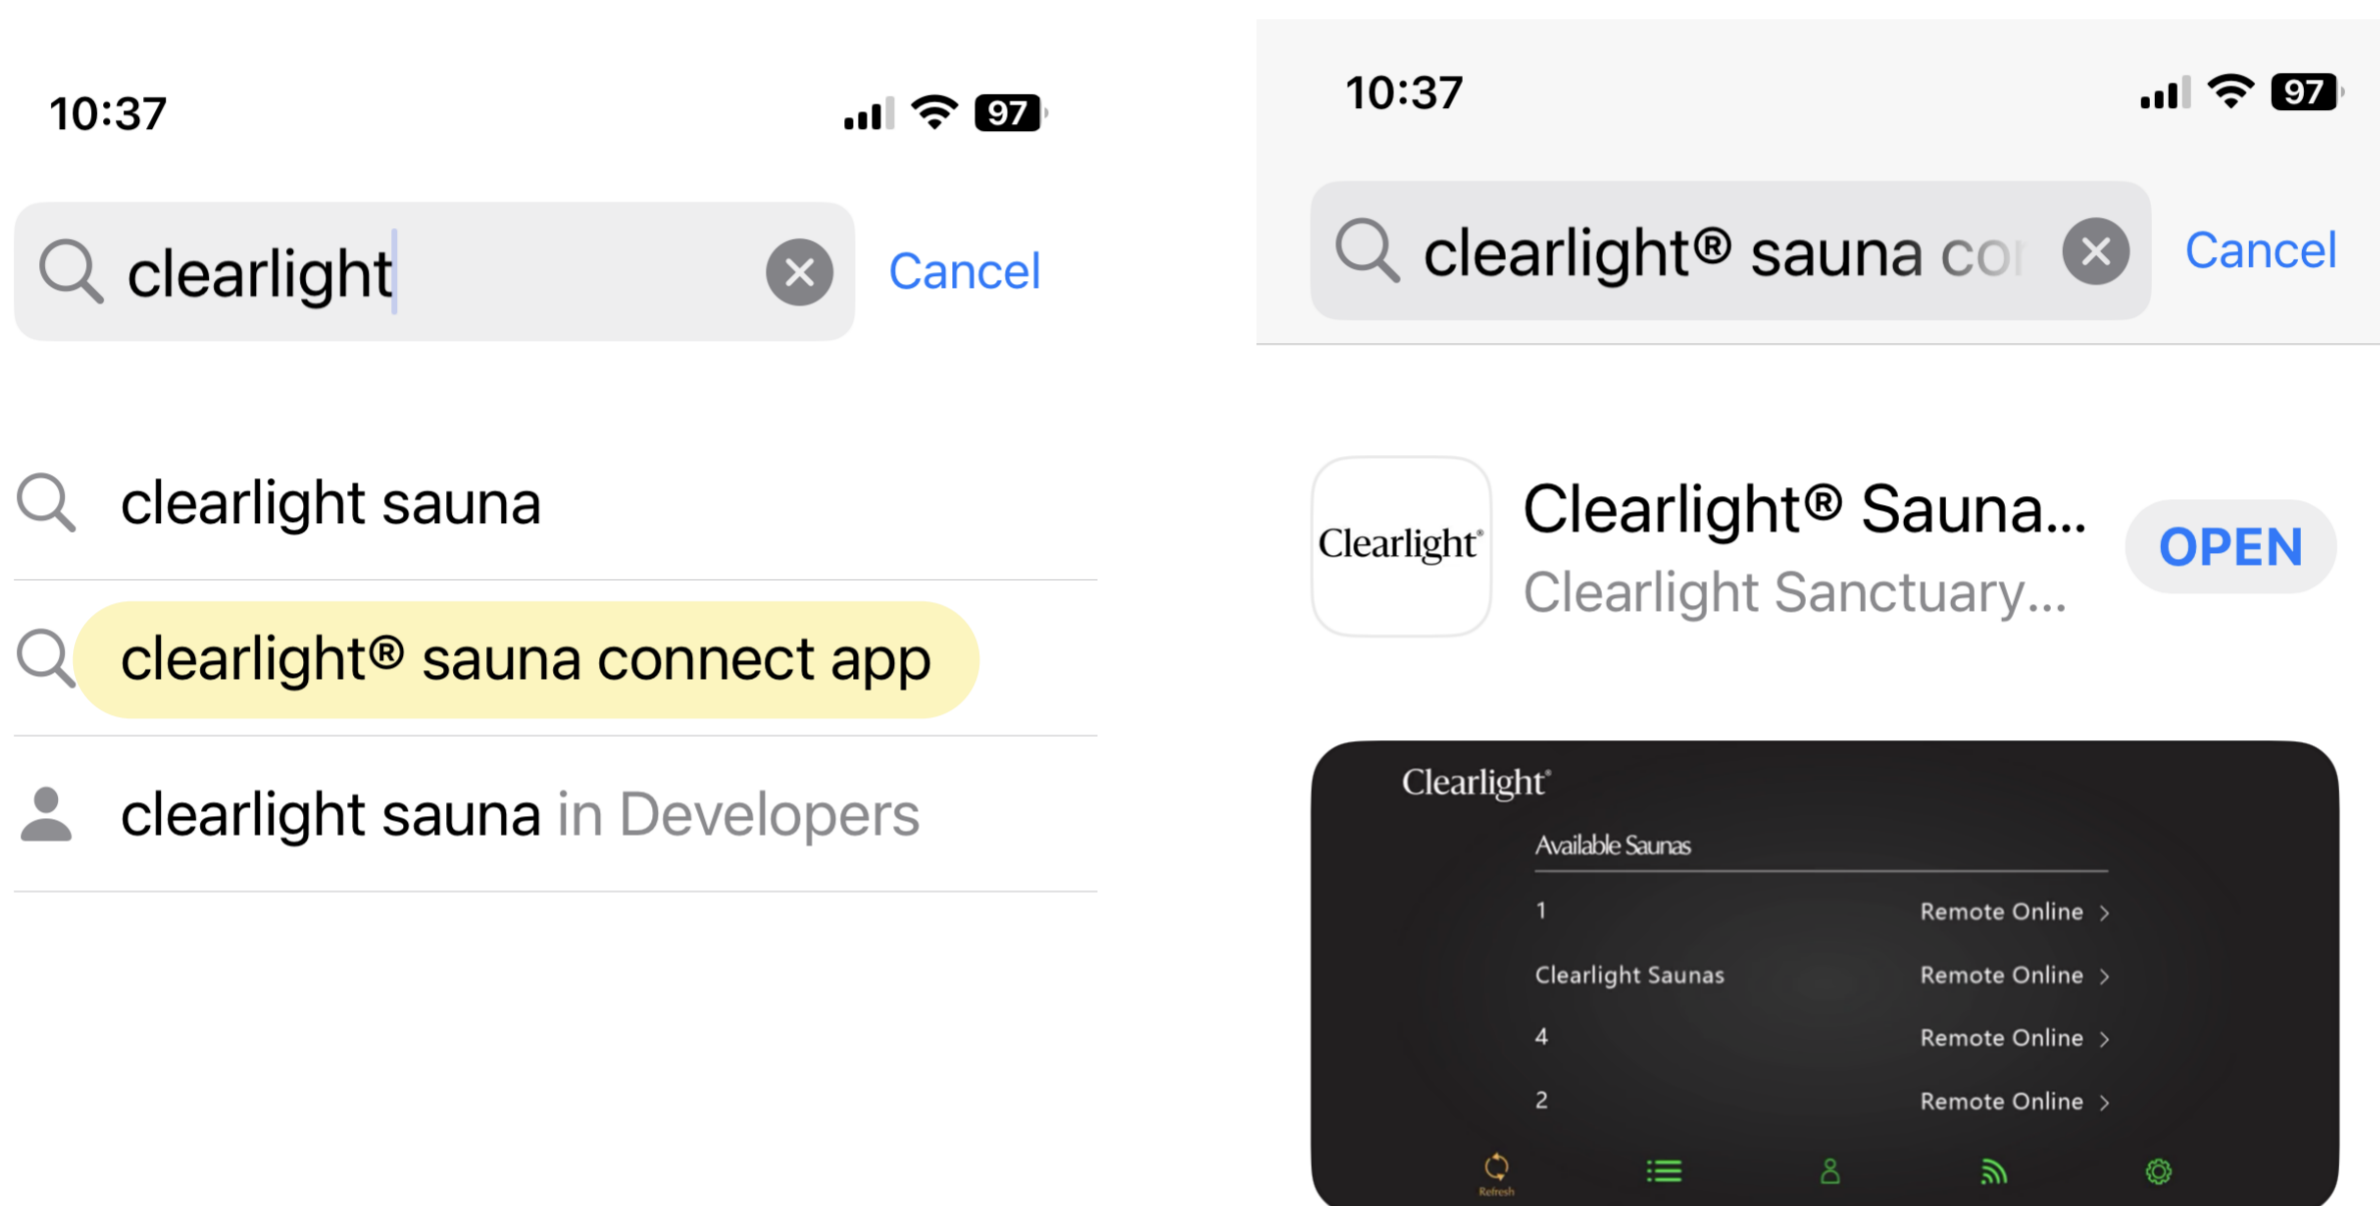 10:37
97
clearlight
Cancel
clearlight sauna
clearlight® sauna connect app
clearlight sauna in Developers
10:37
97
clearlight® sauna cor
Cancel
Clearlight®
Clearlight® Sauna...
Clearlight Sanctuary...
OPEN
Clearlight®
Available Saunas
1 Remote Online
Clearlight Saunas Remote Online
4 Remote Online
2 Remote Online
Refresh